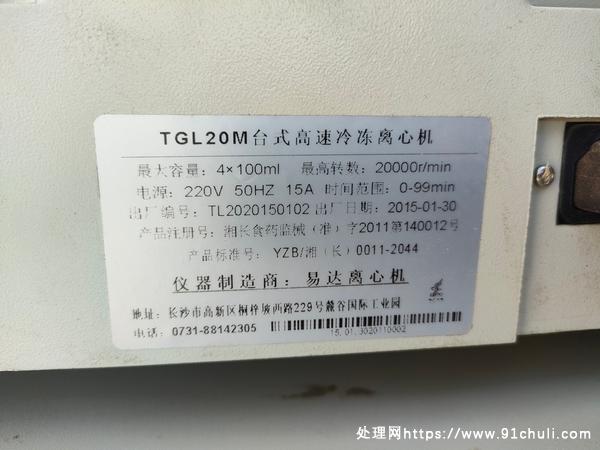 TGL20M台式高速冷冻离心机
最大容量：4×100ml 最高转数：20000r/min
电源：220V 50HZ 15A 时间范围：0-99min
出厂编号：TL2020150102 出厂日期：2015-01-30
产品注册号：湘长食药监械（准）字2011第140012号
产品标准号：YZB/湘（长）0011-2044
仪器制造商：易达离心机
地址：长沙市高新区桐梓坡西路229号麓谷国际工业园
电话：0731-88142305
15.01.3020110002
处理网https://www.91chuli.com/